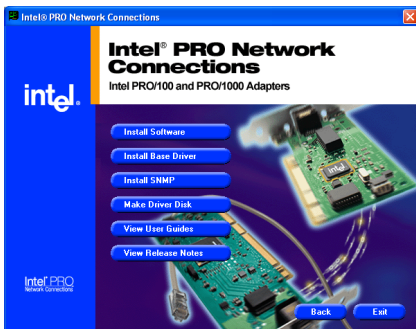 Intel® PRO Network Connections
Intel® PRO Network
Connections
Intel PRO/100 and PRO/1000 Adapters
intel®
Install Software
Install Base Driver
Install SNMP
Make Driver Disk
View User Guides
View Release Notes
intel
Intel® PRO
Network Connections
Back
Exit